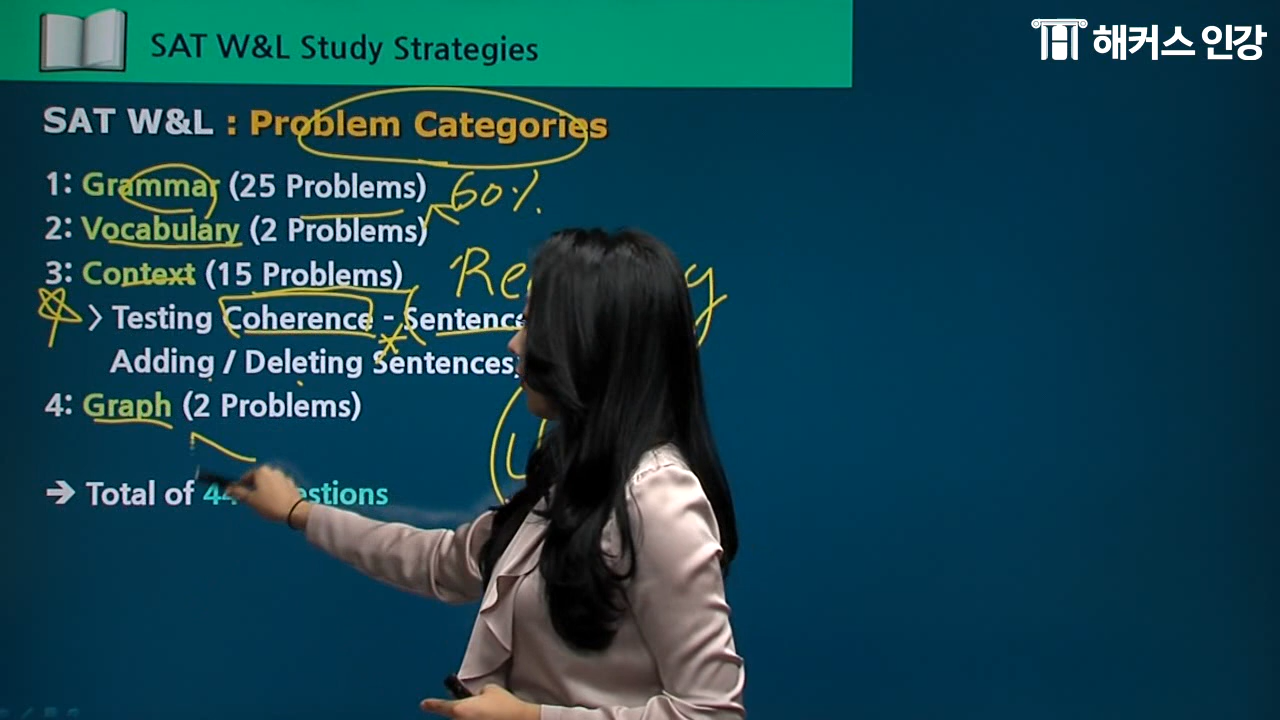 SAT W&L Study Strategies
해커스 인강
SAT W&L : Problem Categories
1: Grammar (25 Problems)
60%
2: Vocabulary (2 Problems)
3: Context (15 Problems)
> Testing Coherence - Sentence
Adding / Deleting Sentences,
4: Graph (2 Problems)
→ Total of 44